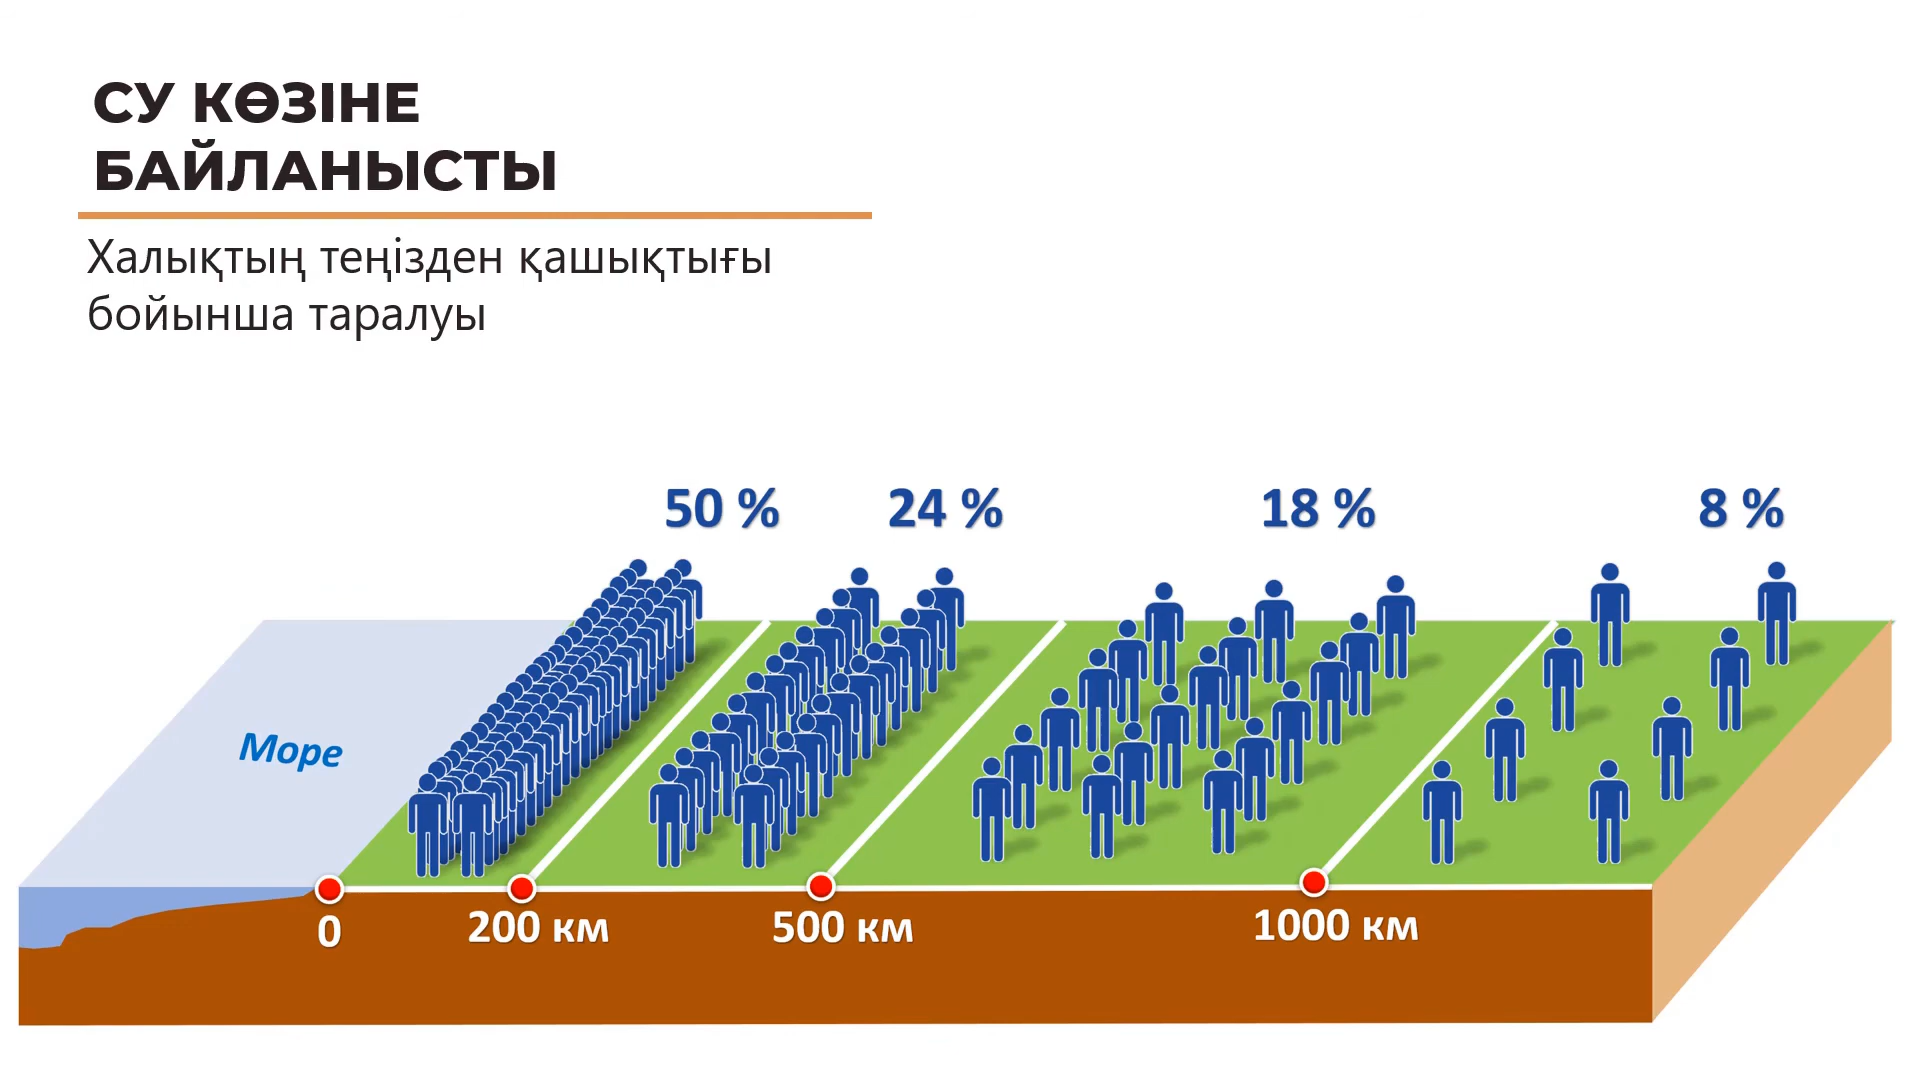 СУ КӨЗІНЕ
БАЙЛАНЫСТЫ
Халықтың теңізден қашықтығы
бойынша таралуы
50 % 24 % 18 % 8 %
Море
0 200 км 500 км 1000 км